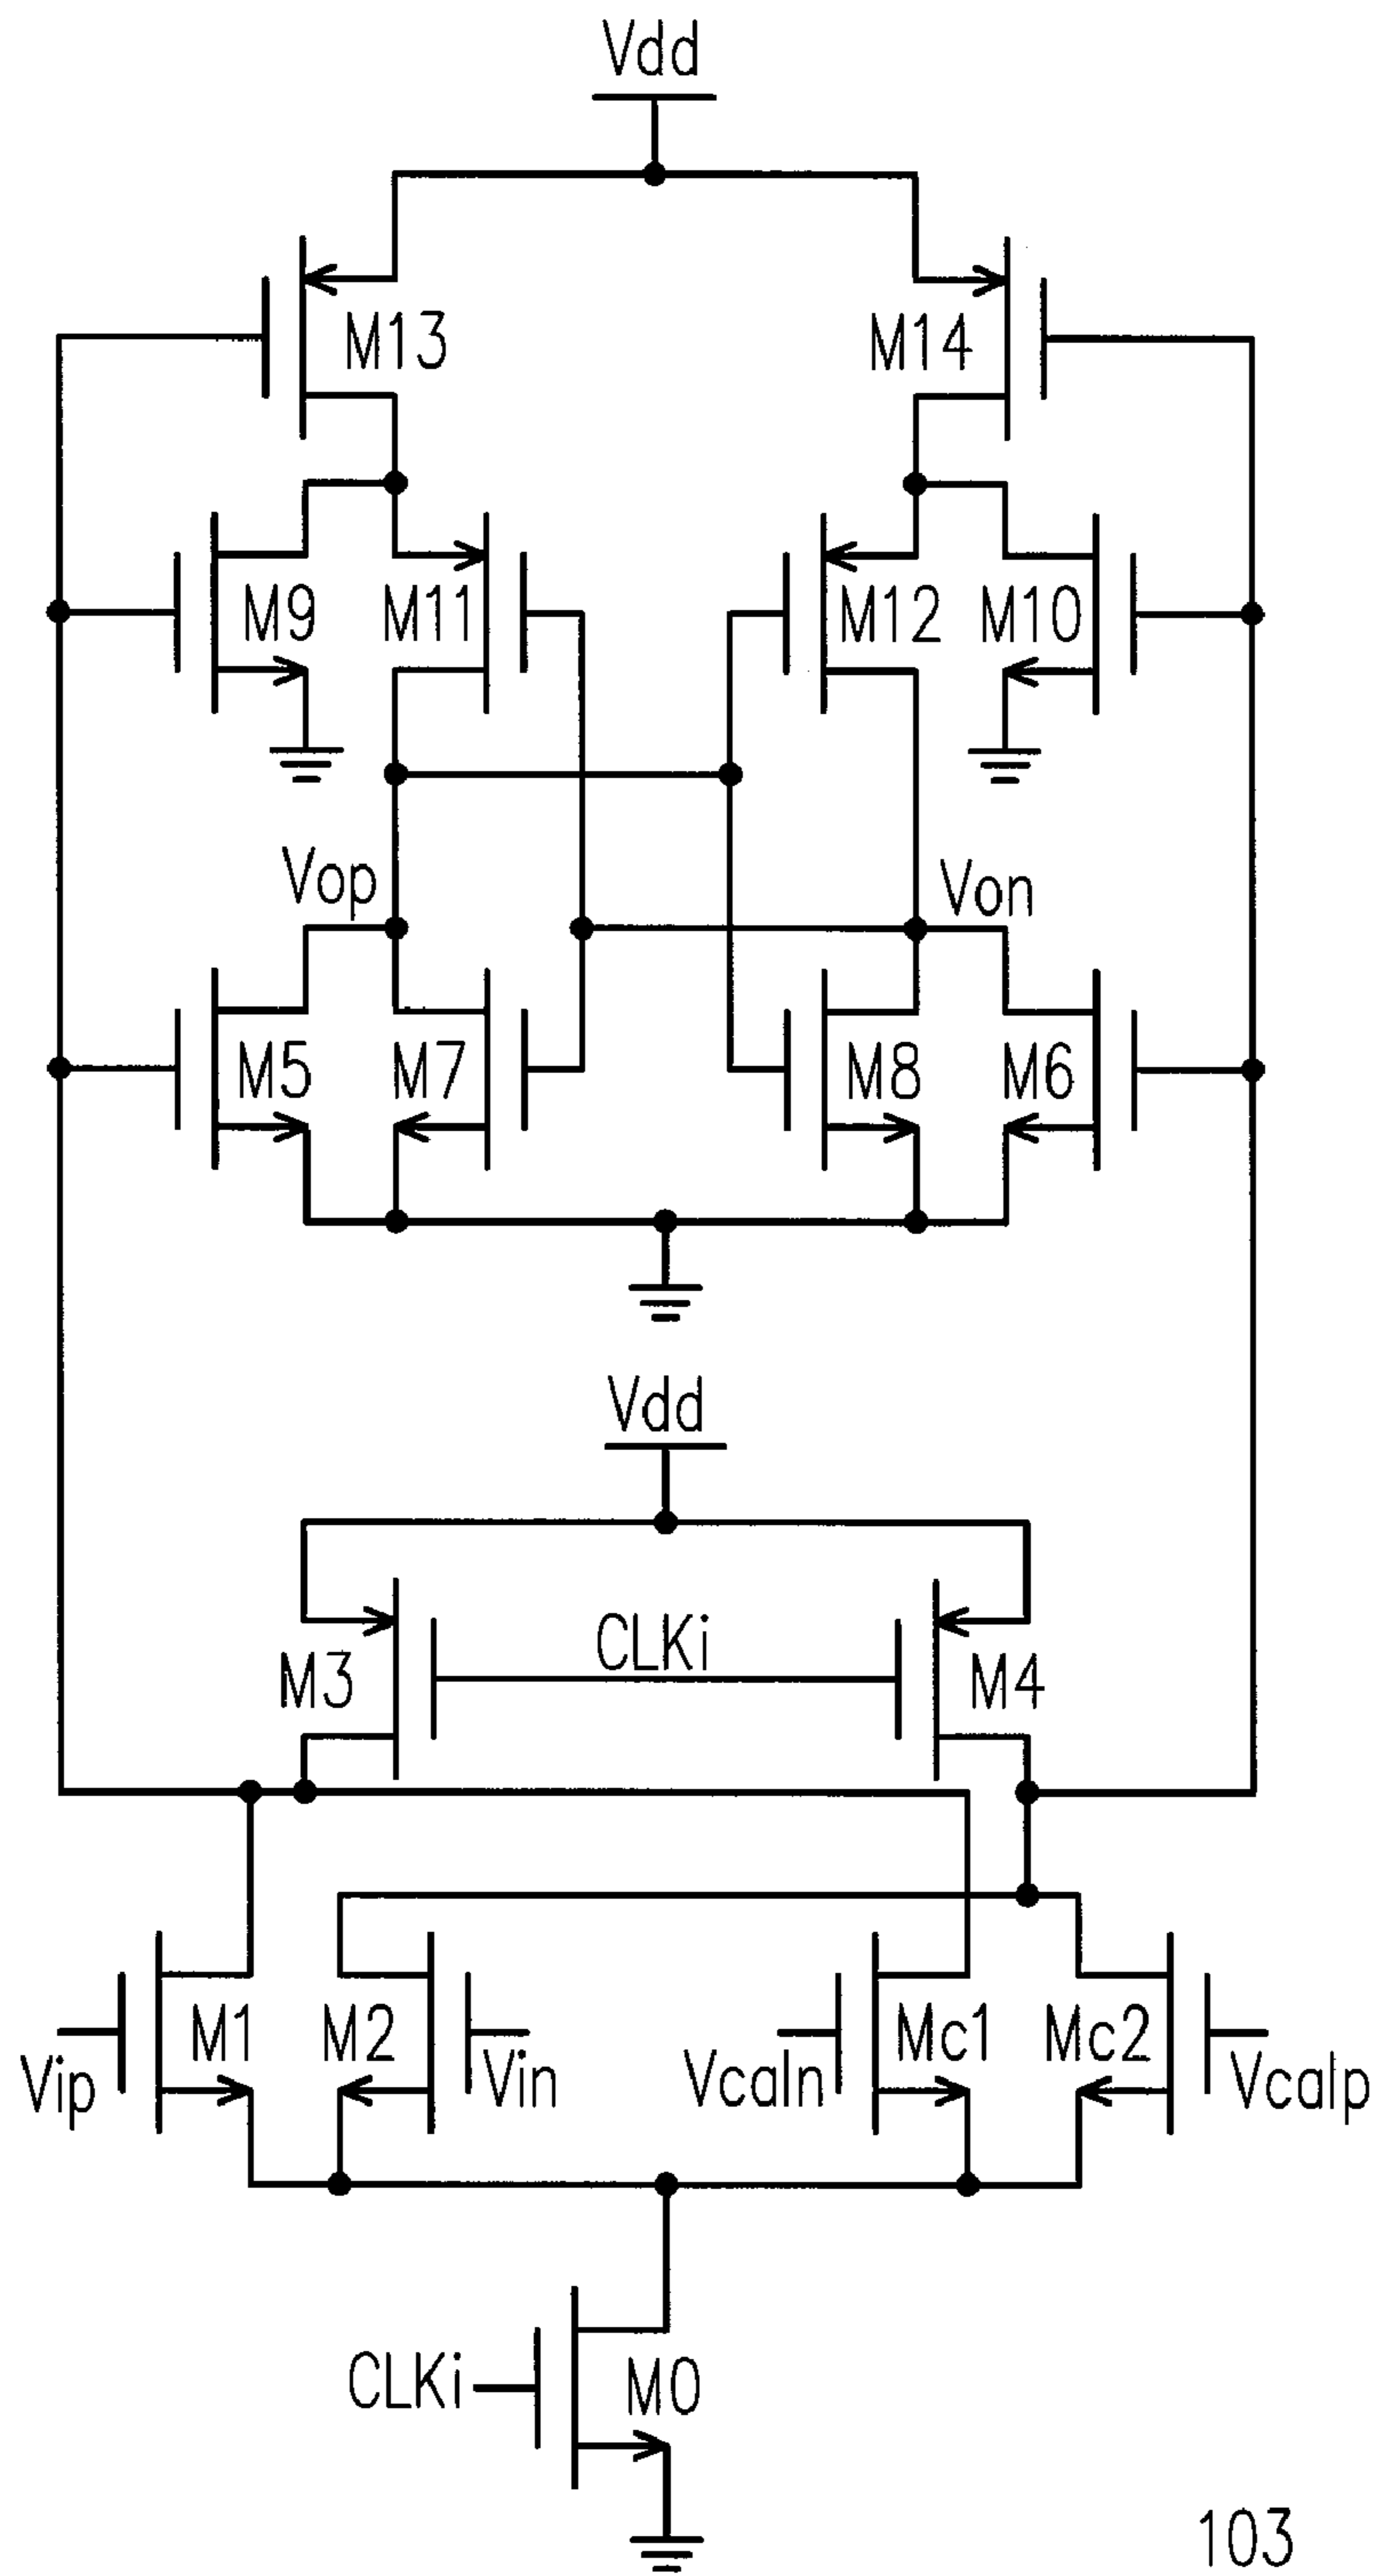 Vdd
M13
M14
M9
M11
M12
M10
Vop
Von
M5
M7
M8
M6
Vdd
M3
CLKi
M4
M1
M2
Mc1
Mc2
Vip
Vin
Vcaln
Vcalp
CLKi
M0
103